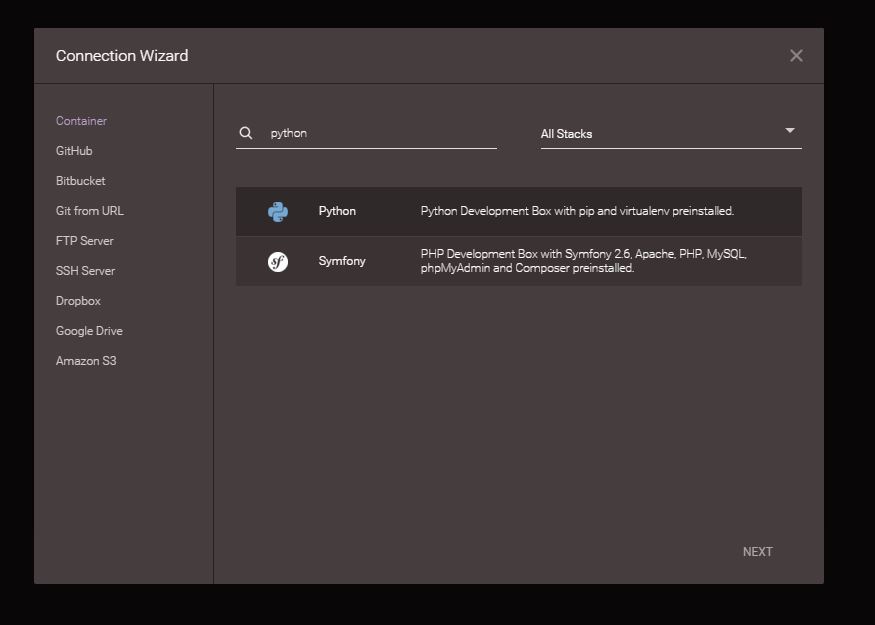 Connection Wizard
Container
GitHub
Bitbucket
Git from URL
FTP Server
SSH Server
Dropbox
Google Drive
Amazon S3
python
All Stacks
Python
Python Development Box with pip and virtualenv preinstalled.
Symfony
PHP Development Box with Symfony 2.6, Apache, PHP, MySQL,
phpMyAdmin and Composer preinstalled.
NEXT